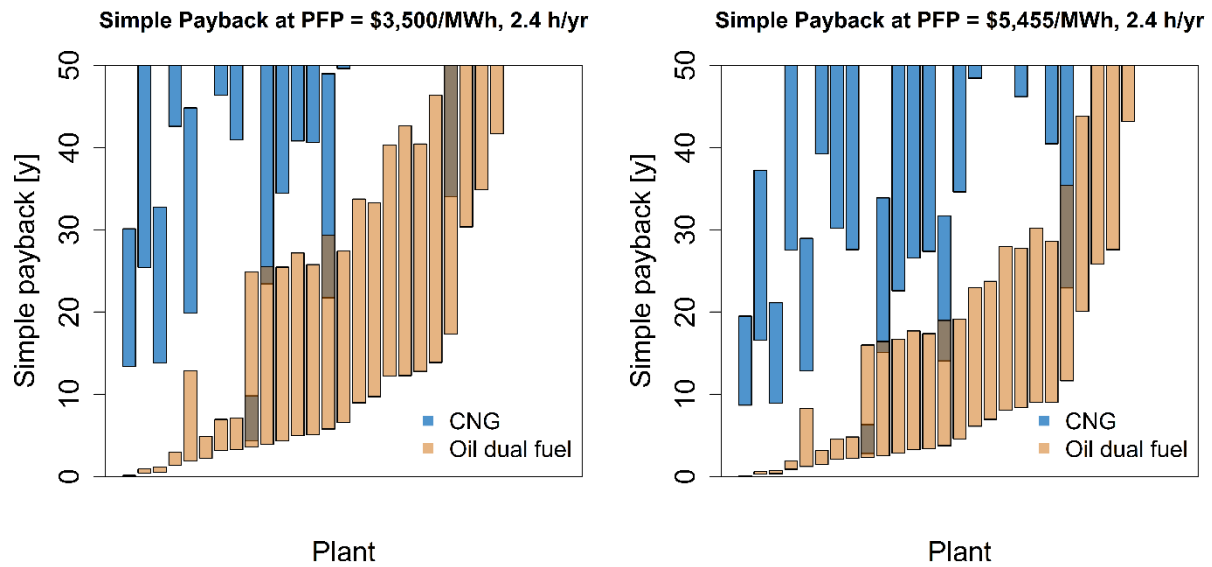 Simple Payback at PFP = $3,500/MWh, 2.4 h/yr
Simple payback [y]
50
40
30
20
10
0
CNG
Oil dual fuel
Plant
Simple Payback at PFP = $5,455/MWh, 2.4 h/yr
Simple payback [y]
50
40
30
20
10
0
CNG
Oil dual fuel
Plant